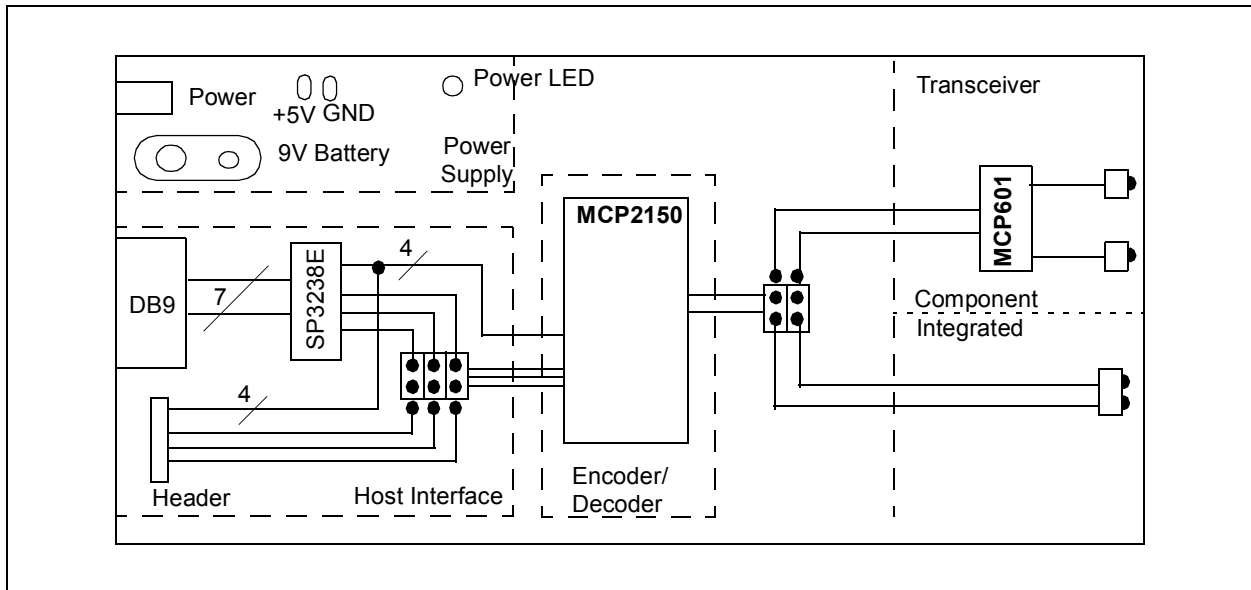 Power
+5V GND
Power LED
9V Battery
Power
Supply
Transceiver
DB9
7
SP3238E
4
MCP2150
MCP601
Component
Integrated
4
Header
Host Interface
Encoder/
Decoder